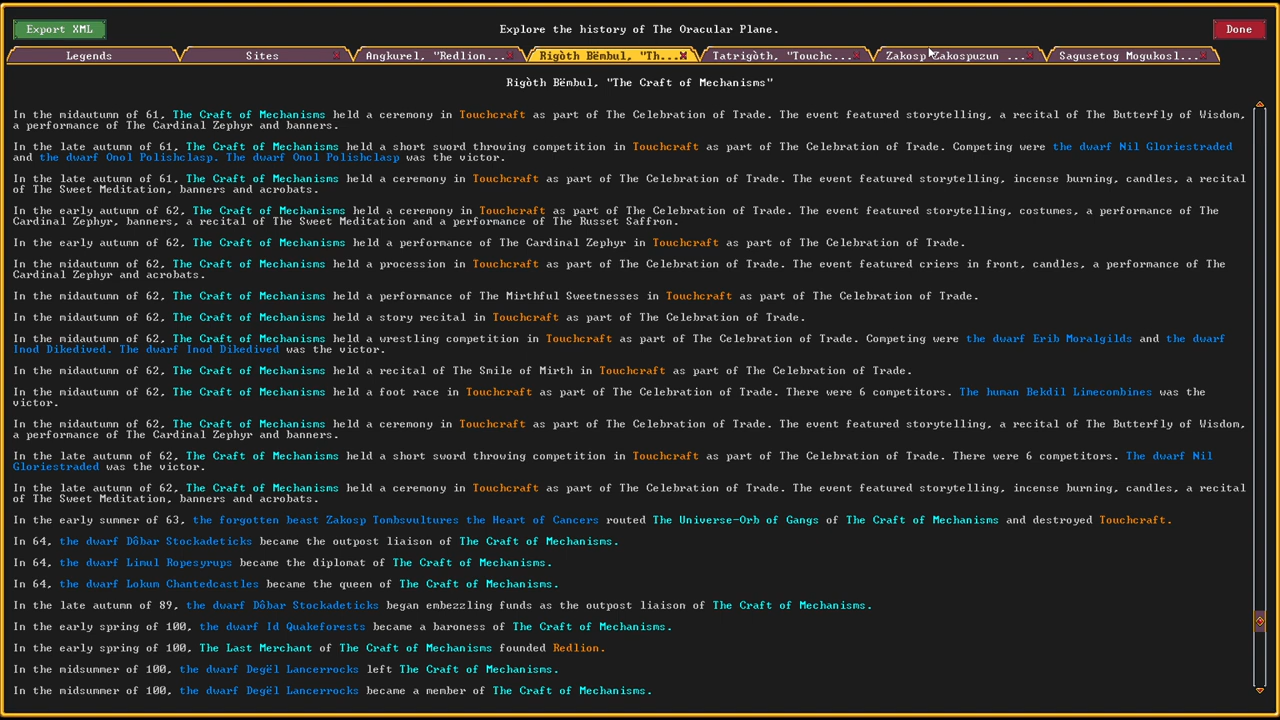 Export XML
Explore the history of The Oracular Plane.
Done
Legends
Sites
Angkurel, "Redlion...
Rigòth Bëmbul, "Th...
Tatrigòth, "Touchc...
Zakosp Zakospuzun ...
Sagusetog Mogukosl...
Rigòth Bëmbul, "The Craft of Mechanisms"
In the midautumn of 61, The Craft of Mechanisms held a ceremony in Touchcraft as part of The Celebration of Trade. The event featured storytelling, a recital of The Butterfly of Wisdom,
a performance of The Cardinal Zephyr and banners.
In the late autumn of 61, The Craft of Mechanisms held a short sword throwing competition in Touchcraft as part of The Celebration of Trade. Competing were the dwarf Nil Gloriestraded
and the dwarf Onol Polishclasp. The dwarf Onol Polishclasp was the victor.
In the late autumn of 61, The Craft of Mechanisms held a ceremony in Touchcraft as part of The Celebration of Trade. The event featured storytelling, incense burning, candles, a recital
of The Sweet Meditation, banners and acrobats.
In the early autumn of 62, The Craft of Mechanisms held a ceremony in Touchcraft as part of The Celebration of Trade. The event featured storytelling, costumes, a performance of The
Cardinal Zephyr, banners, a recital of The Sweet Meditation and a performance of The Russet Saffron.
In the early autumn of 62, The Craft of Mechanisms held a performance of The Cardinal Zephyr in Touchcraft as part of The Celebration of Trade.
In the midautumn of 62, The Craft of Mechanisms held a procession in Touchcraft as part of The Celebration of Trade. The event featured criers in front, candles, a performance of The
Cardinal Zephyr and acrobats.
In the midautumn of 62, The Craft of Mechanisms held a performance of The Mirthful Sweetnesses in Touchcraft as part of The Celebration of Trade.
In the midautumn of 62, The Craft of Mechanisms held a story recital in Touchcraft as part of The Celebration of Trade.
In the midautumn of 62, The Craft of Mechanisms held a wrestling competition in Touchcraft as part of The Celebration of Trade. Competing were the dwarf Erib Moralgilds and the dwarf
Inod Dikedived. The dwarf Inod Dikedived was the victor.
In the midautumn of 62, The Craft of Mechanisms held a recital of The Smile of Mirth in Touchcraft as part of The Celebration of Trade.
In the midautumn of 62, The Craft of Mechanisms held a foot race in Touchcraft as part of The Celebration of Trade. There were 6 competitors. The human Bekdil Limecombines was the
victor.
In the midautumn of 62, The Craft of Mechanisms held a ceremony in Touchcraft as part of The Celebration of Trade. The event featured storytelling, a recital of The Butterfly of Wisdom,
a performance of The Cardinal Zephyr and banners.
In the late autumn of 62, The Craft of Mechanisms held a short sword throwing competition in Touchcraft as part of The Celebration of Trade. There were 6 competitors. The dwarf Nil
Gloriestraded was the victor.
In the late autumn of 62, The Craft of Mechanisms held a ceremony in Touchcraft as part of The Celebration of Trade. The event featured storytelling, incense burning, candles, a recital
of The Sweet Meditation, banners and acrobats.
In the early summer of 63, the forgotten beast Zakosp Tombsvultures the Heart of Cancers routed The Universe-Orb of Gangs of The Craft of Mechanisms and destroyed Touchcraft.
In 64, the dwarf Dôbar Stockadeticks became the outpost liaison of The Craft of Mechanisms.
In 64, the dwarf Limul Ropesyrups became the diplomat of The Craft of Mechanisms.
In 64, the dwarf Lokum Chantedcastles became the queen of The Craft of Mechanisms.
In the late autumn of 89, the dwarf Dôbar Stockadeticks began embezzling funds as the outpost liaison of The Craft of Mechanisms.
In the early spring of 100, the dwarf Id Quakeforests became a baroness of The Craft of Mechanisms.
In the early spring of 100, The Last Merchant of The Craft of Mechanisms founded Redlion.
In the midsummer of 100, the dwarf Degël Lancerrocks left The Craft of Mechanisms.
In the midsummer of 100, the dwarf Degël Lancerrocks became a member of The Craft of Mechanisms.